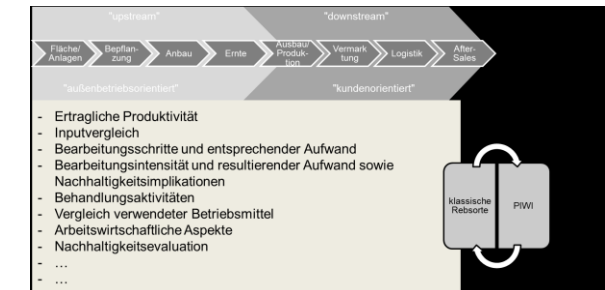 "upstream" "downstream"
Fläche/
Anlagen
Bepflan-
zung
Anbau
Ernte
Ausbau/
Produk-
tion
Vermark
tung
Logistik
After-
Sales
"außenbetriebsorientiert" "kundenorientiert"
- Ertragliche Produktivität
- Inputvergleich
- Bearbeitungsschritte und entsprechender Aufwand
- Bearbeitungsintensität und resultierender Aufwand sowie
Nachhaltigkeitsimplikationen
- Behandlungsaktivitäten
- Vergleich verwendeter Betriebsmittel
- Arbeitswirtschaftliche Aspekte
- Nachhaltigkeitsevaluation
- …
- …
klassische
Rebsorte
PIWI